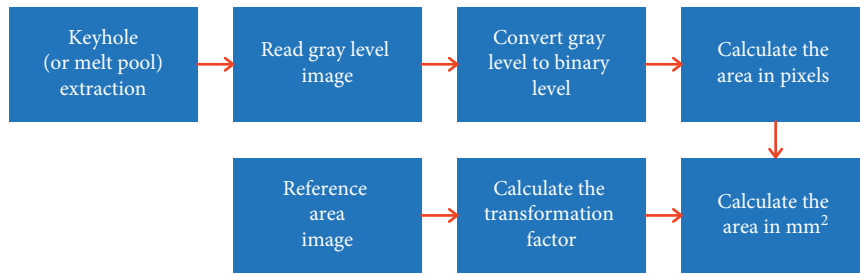 Keyhole
(or melt pool)
extraction
Read gray level
image
Convert gray
level to binary
level
Calculate the
area in pixels
Reference
area
image
Calculate the
transformation
factor
Calculate the
area in mm²